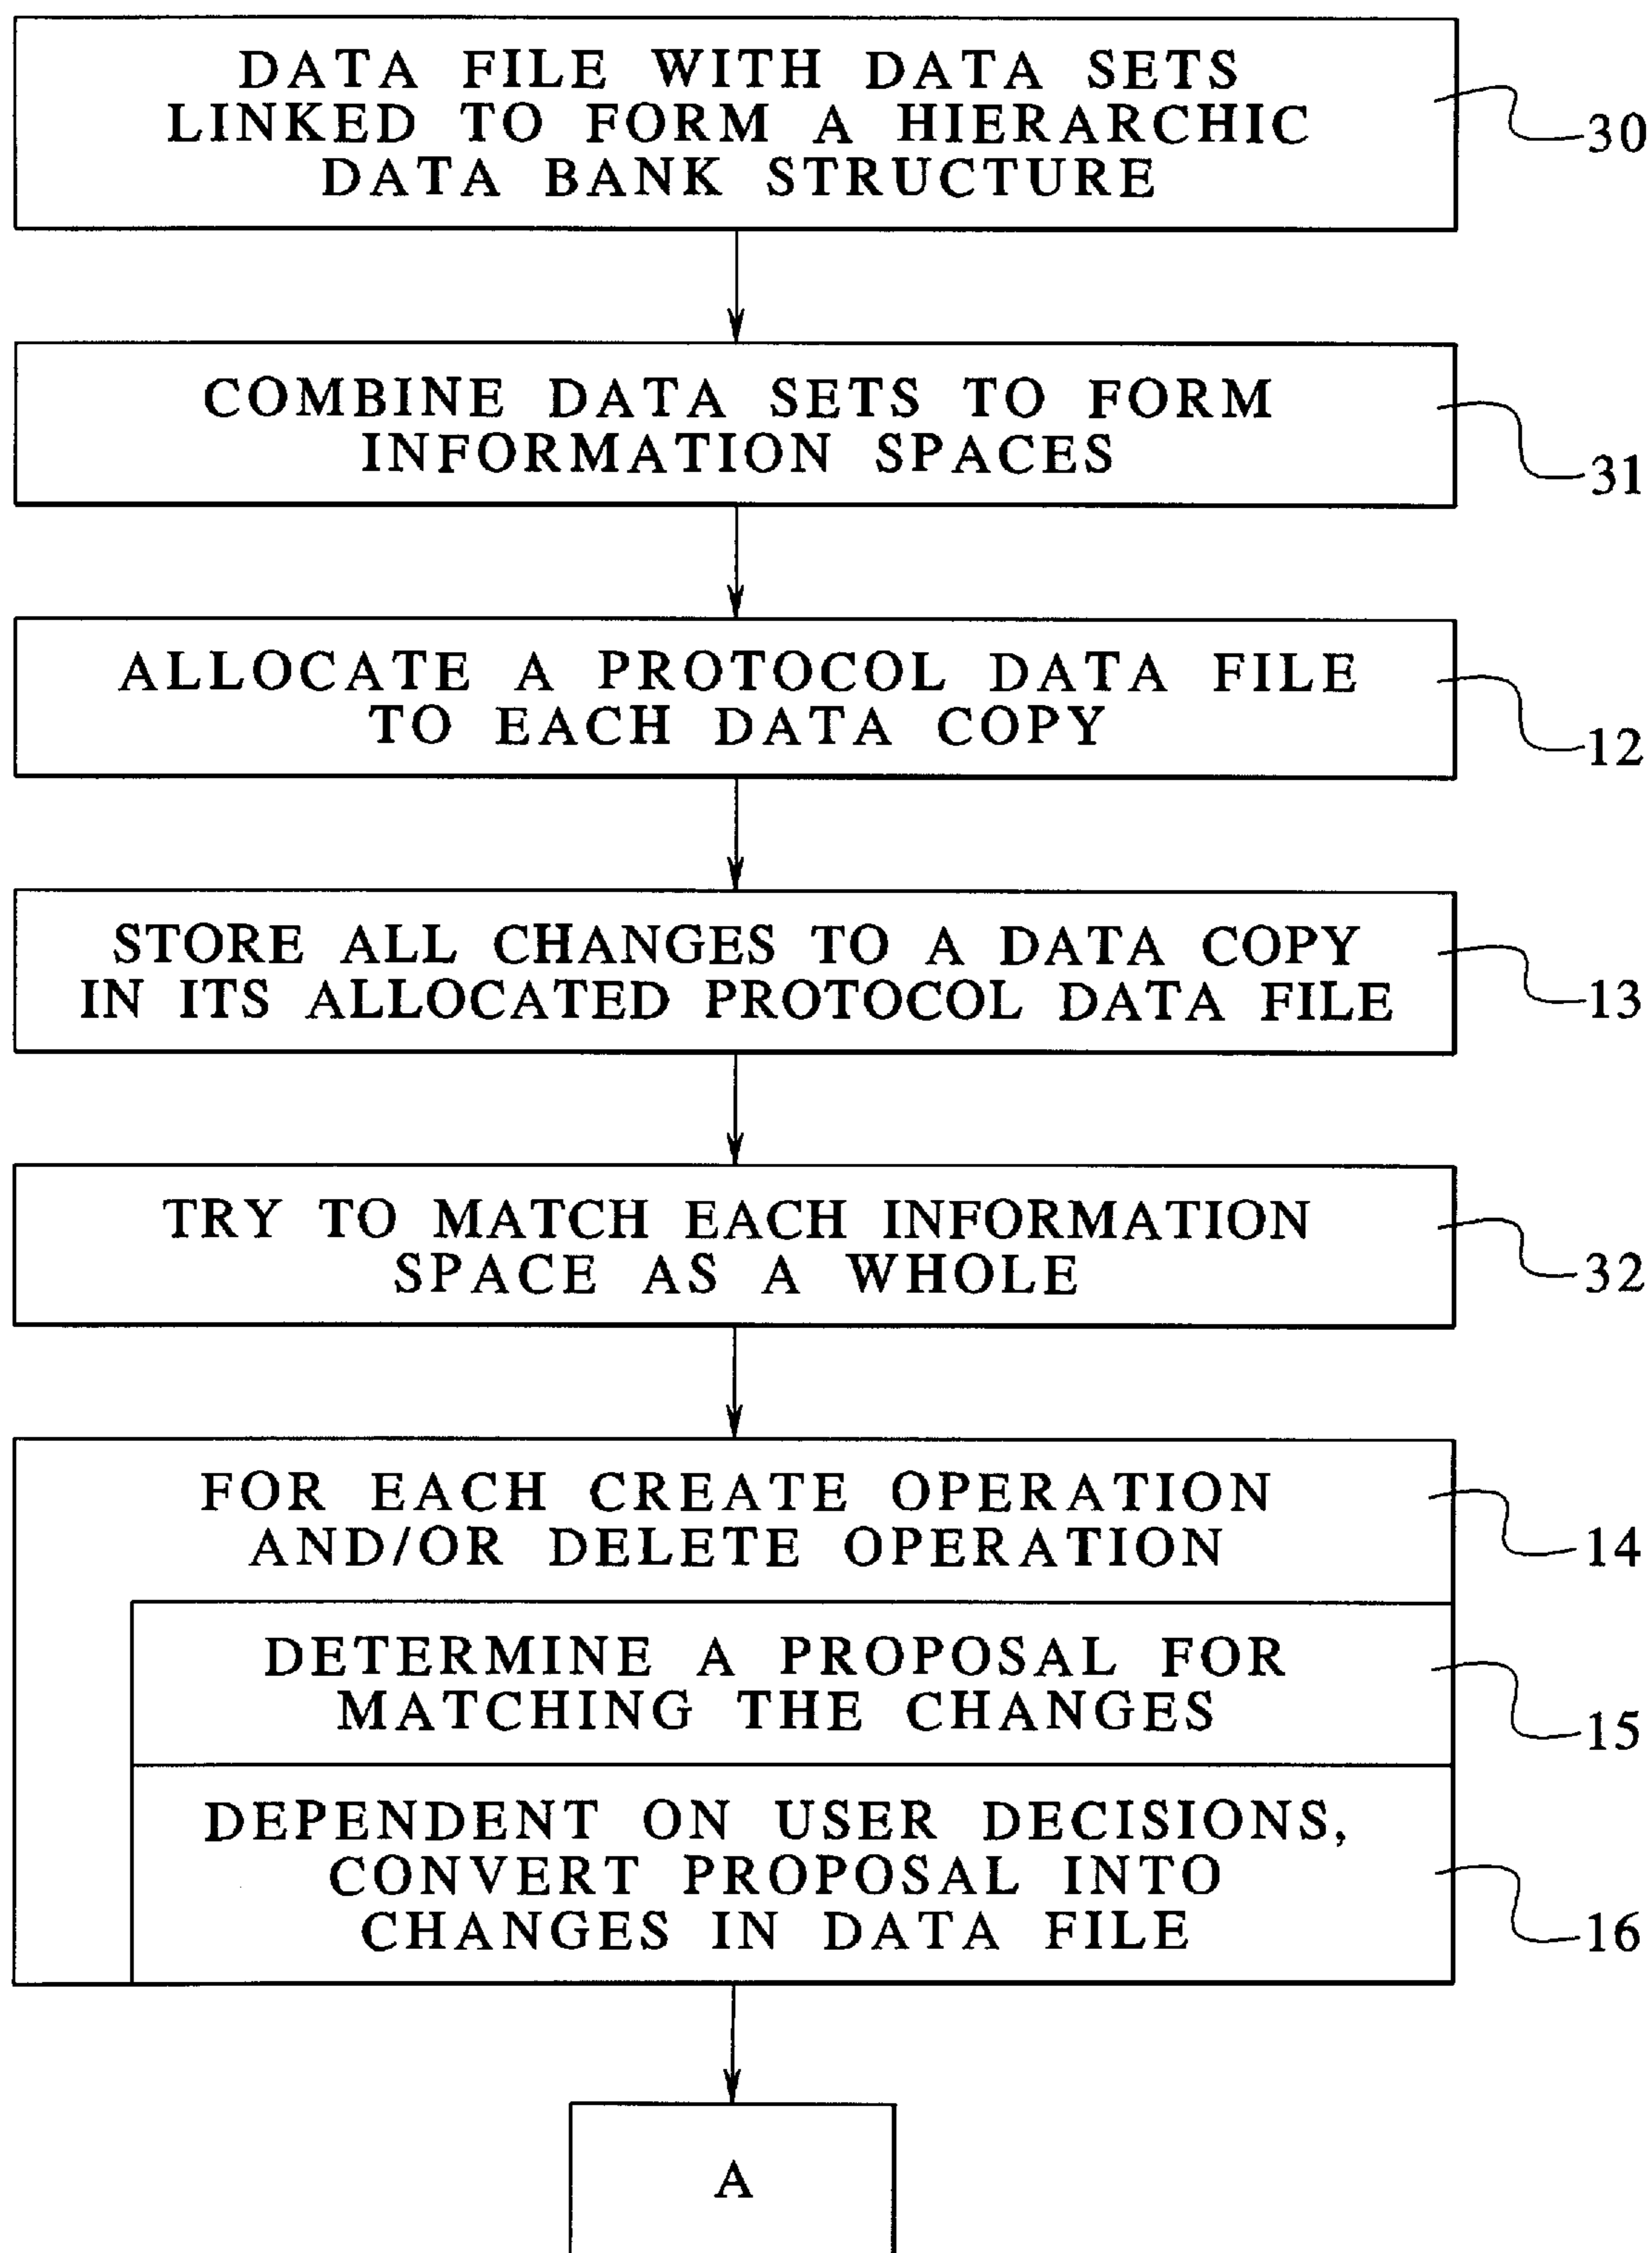 DATA FILE WITH DATA SETS
LINKED TO FORM A HIERARCHIC
DATA BANK STRUCTURE
30
COMBINE DATA SETS TO FORM
INFORMATION SPACES
31
ALLOCATE A PROTOCOL DATA FILE
TO EACH DATA COPY
12
STORE ALL CHANGES TO A DATA COPY
IN ITS ALLOCATED PROTOCOL DATA FILE
13
TRY TO MATCH EACH INFORMATION
SPACE AS A WHOLE
32
FOR EACH CREATE OPERATION
AND/OR DELETE OPERATION
14
DETERMINE A PROPOSAL FOR
MATCHING THE CHANGES
15
DEPENDENT ON USER DECISIONS,
CONVERT PROPOSAL INTO
CHANGES IN DATA FILE
16
A